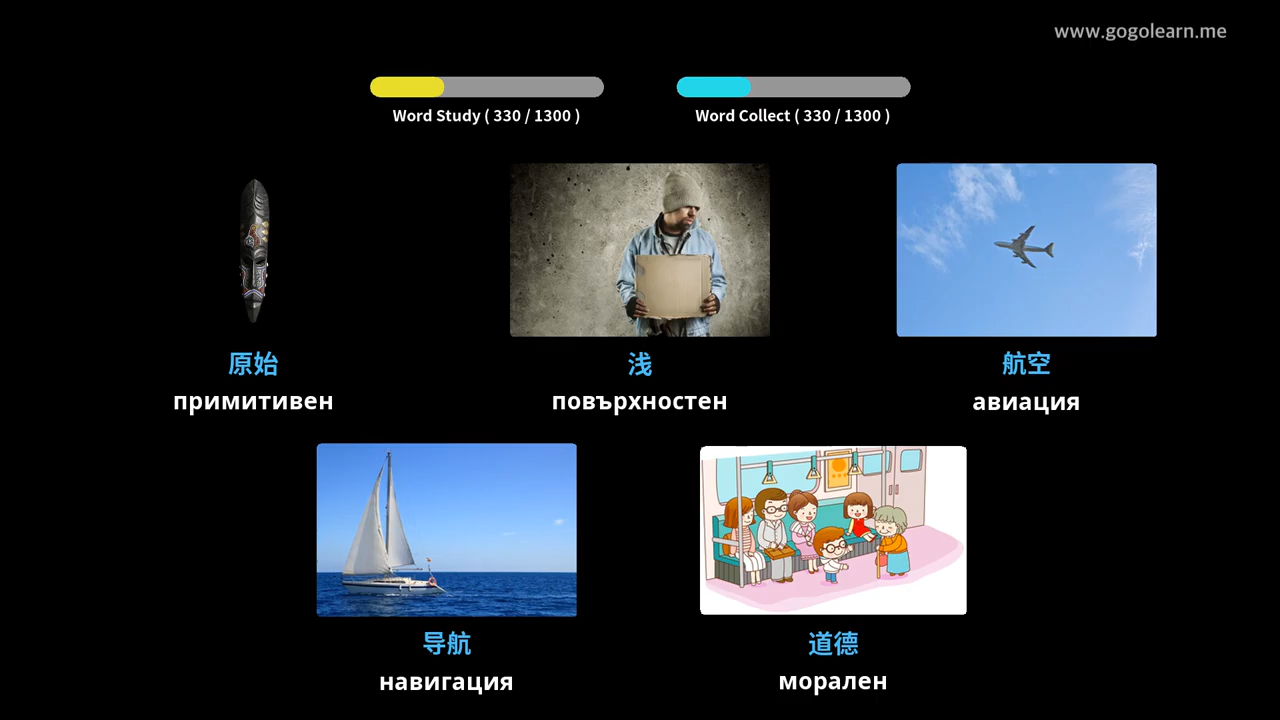 www.gogolearn.me
Word Study ( 330 / 1300 )
Word Collect ( 330 / 1300 )
原始
примитивен
浅
повърхностен
航空
авиация
导航
навигация
道德
морален